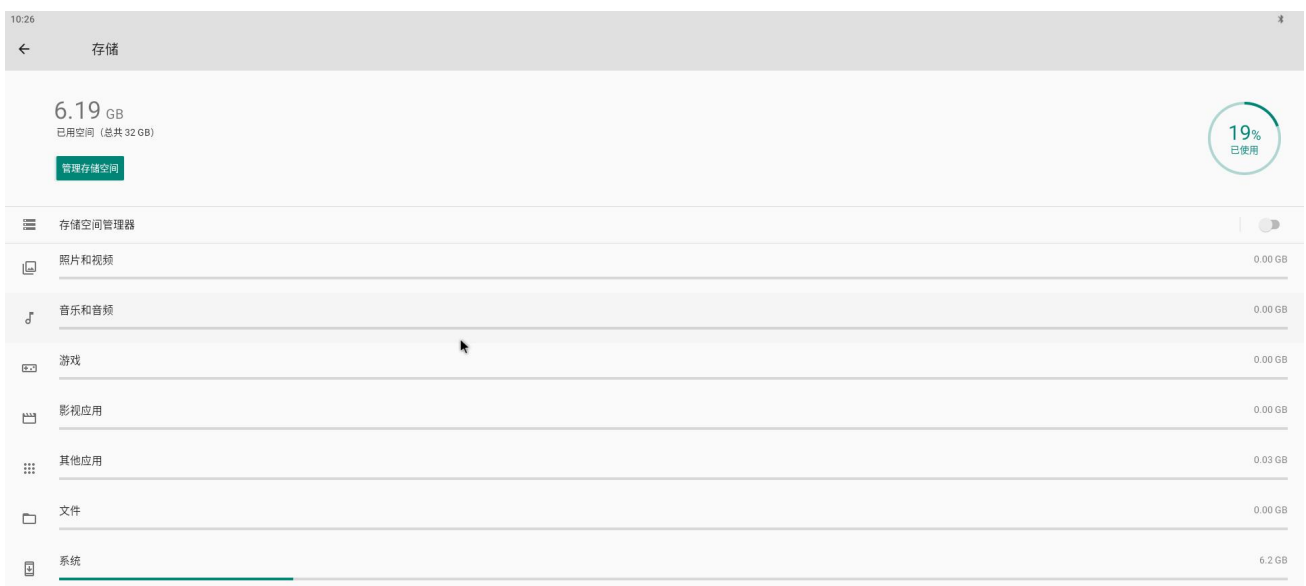 10:26
存储
6.19 GB
已用空间（总共 32 GB）
19%
已使用
管理存储空间
存储空间管理器
照片和视频 0.00 GB
音乐和音频 0.00 GB
游戏 0.00 GB
影视应用 0.00 GB
其他应用 0.03 GB
文件 0.00 GB
系统 6.2 GB